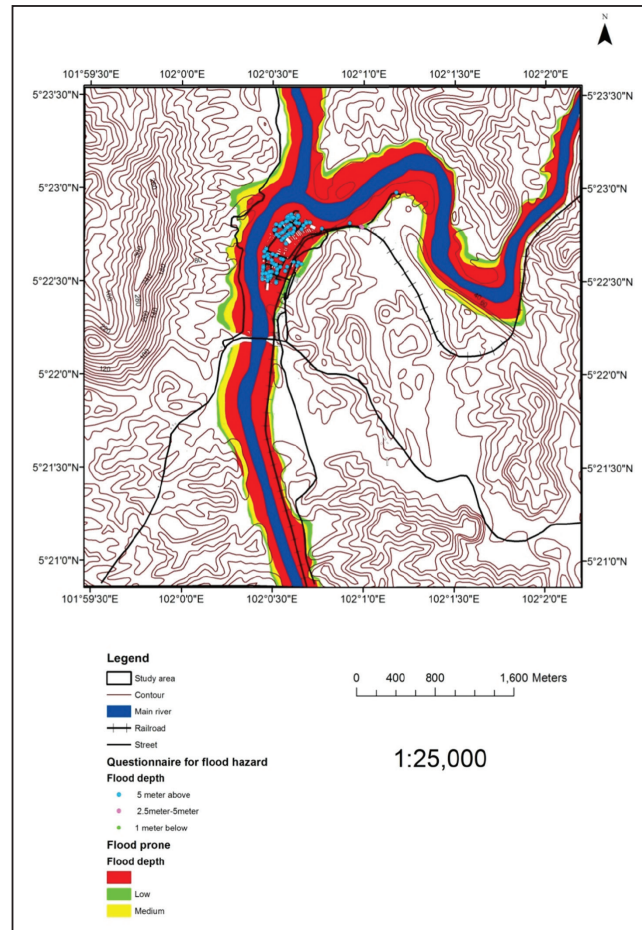 N
101°59'30"E 102°0'0"E 102°0'30"E 102°1'0"E 102°1'30"E 102°2'0"E
5°23'30"N 5°23'30"N
5°23'0"N 5°23'0"N
5°22'30"N 5°22'30"N
5°22'0"N 5°22'0"N
5°21'30"N 5°21'30"N
5°21'0"N 5°21'0"N
120
101°59'30"E 102°0'0"E 102°0'30"E 102°1'0"E 102°1'30"E 102°2'0"E
Legend
Study area
Contour
Main river
Railroad
Street
Questionnaire for flood hazard
Flood depth
5 meter above
2.5meter-5meter
1 meter below
Flood prone
Flood depth
Low
Medium
0 400 800 1,600 Meters
1:25,000